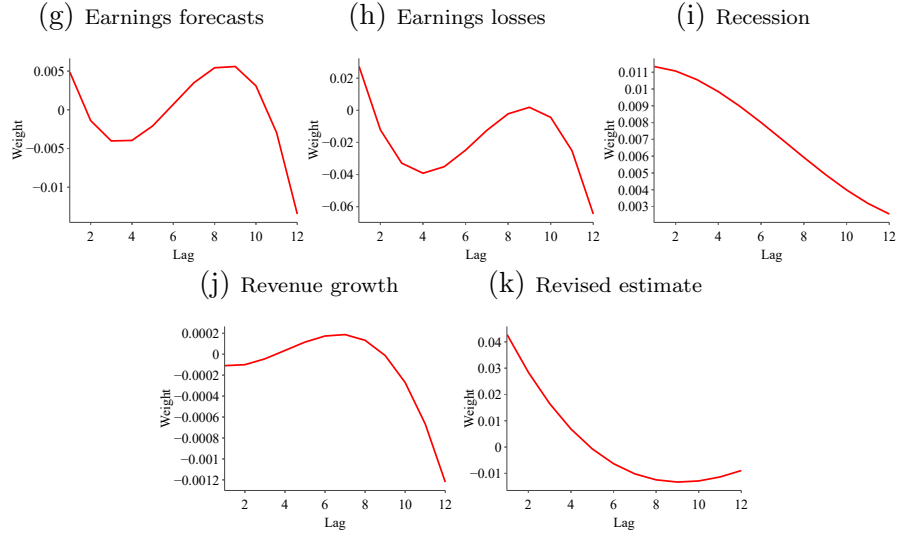 (g) Earnings forecasts
(h) Earnings losses
(i) Recession
Weight
0.005
0
−0.005
−0.01
2 4 6 8 10 12
Lag
Weight
0.02
0
−0.02
−0.04
−0.06
2 4 6 8 10 12
Lag
Weight
0.011
0.010
0.009
0.008
0.007
0.006
0.005
0.004
0.003
2 4 6 8 10 12
Lag
(j) Revenue growth
(k) Revised estimate
Weight
0.0002
0
−0.0002
−0.0004
−0.0006
−0.0008
−0.001
−0.0012
2 4 6 8 10 12
Lag
Weight
0.04
0.03
0.02
0.01
0
−0.01
2 4 6 8 10 12
Lag